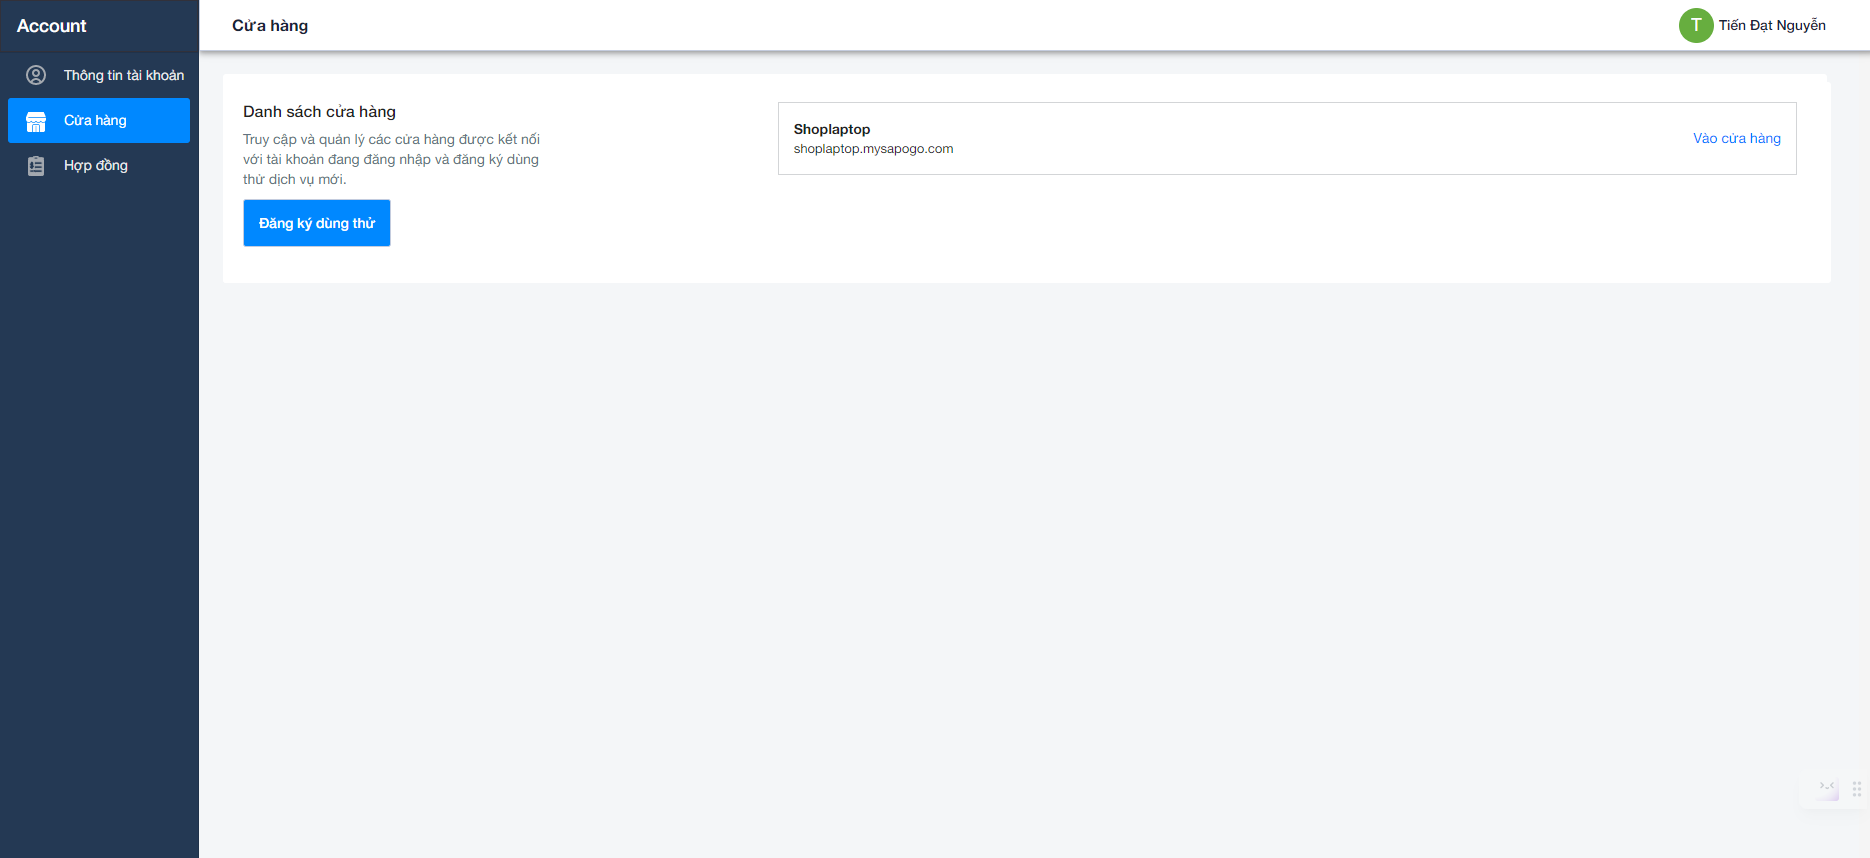 Account
Cửa hàng
T
Tiến Đạt Nguyễn
Thông tin tài khoản
Cửa hàng
Hợp đồng
Danh sách cửa hàng
Truy cập và quản lý các cửa hàng được kết nối
với tài khoản đang đăng nhập và đăng ký dùng
thử dịch vụ mới.
Đăng ký dùng thử
Shoplaptop
shoplaptop.mysapogo.com
Vào cửa hàng